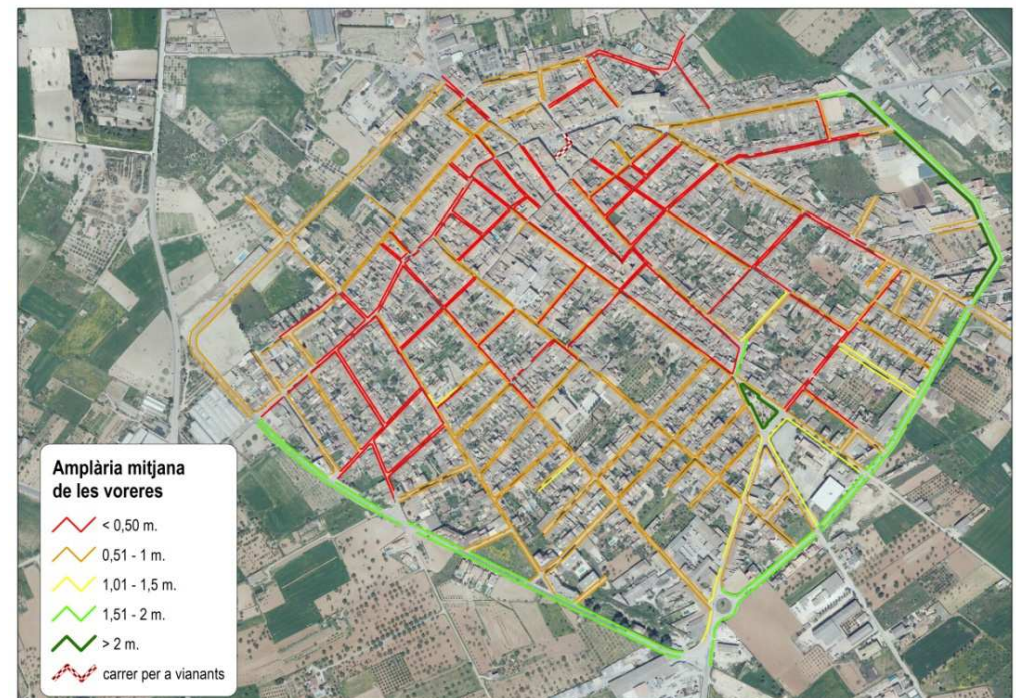 Amplària mitjana
de les voreres
< 0,50 m.
0,51 - 1 m.
1,01 - 1,5 m.
1,51 - 2 m.
> 2 m.
carrer per a vianants